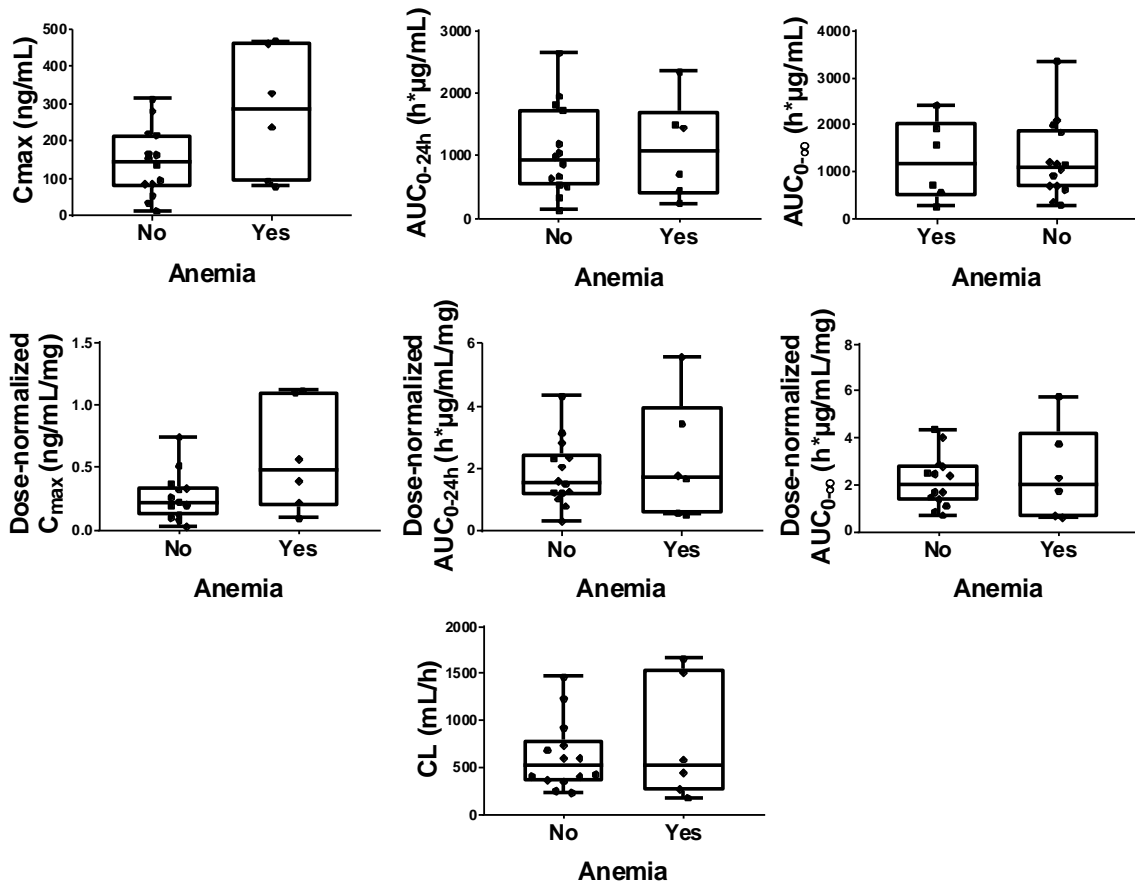 Cmax (ng/mL)
500
400
300
200
100
0
No Yes
Anemia
AUC0-24h (h*µg/mL)
3000
2000
1000
0
No Yes
Anemia
AUC0-∞ (h*µg/mL)
4000
3000
2000
1000
0
Yes No
Anemia
Dose-normalized
Cmax (ng/mL/mg)
1.5
1.0
0.5
0.0
No Yes
Anemia
Dose-normalized
AUC0-24h (h*µg/mL/mg)
6
4
2
0
No Yes
Anemia
Dose-normalized
AUC0-∞ (h*µg/mL/mg)
8
6
4
2
0
No Yes
Anemia
CL (mL/h)
2000
1500
1000
500
0
No Yes
Anemia